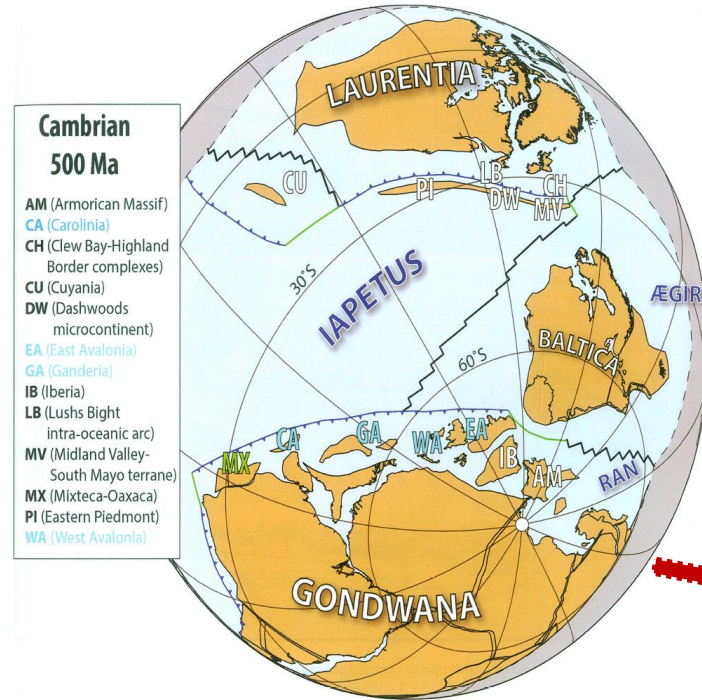 Cambrian
500 Ma
AM (Armorican Massif)
CA (Carolinia)
CH (Clew Bay-Highland
Border complexes)
CU (Cuyania)
DW (Dashwoods
microcontinent)
EA (East Avalonia)
GA (Ganderia)
IB (Iberia)
LB (Lushs Bight
intra-oceanic arc)
MV (Midland Valley-
South Mayo terrane)
MX (Mixteca-Oaxaca)
PI (Eastern Piedmont)
WA (West Avalonia)
LAURENTIA
CU
PI
LB
DW
CH
MV
30°S
IAPETUS
ÆGIR
BALTICA
60°S
MX
CA
GA
WA
EA
IB
AM
RAN
GONDWANA